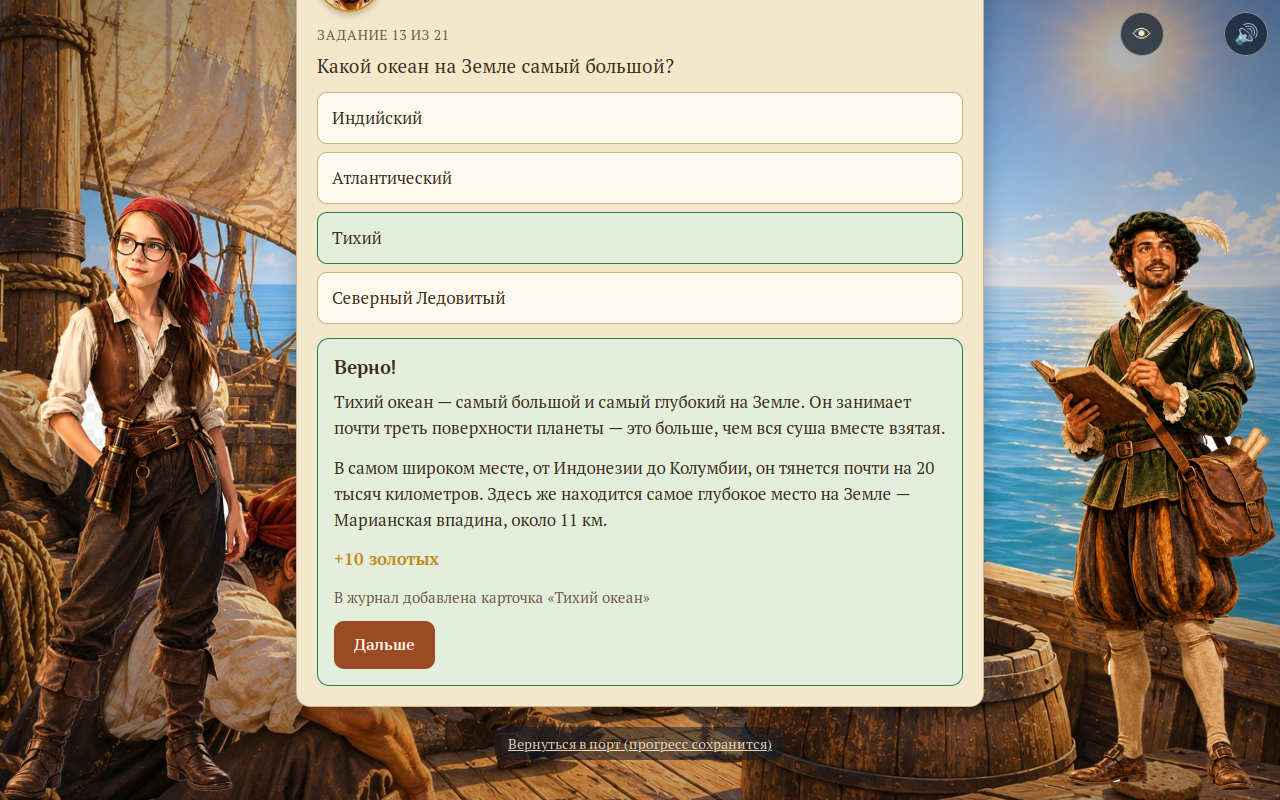 ЗАДАНИЕ 13 ИЗ 21
Какой океан на Земле самый большой?
Индийский
Атлантический
Тихий
Северный Ледовитый
Верно!
Тихий океан — самый большой и самый глубокий на Земле. Он занимает
почти треть поверхности планеты — это больше, чем вся суша вместе взятая.
В самом широком месте, от Индонезии до Колумбии, он тянется почти на 20
тысяч километров. Здесь же находится самое глубокое место на Земле —
Марианская впадина, около 11 км.
+10 золотых
В журнал добавлена карточка «Тихий океан»
Дальше
Вернуться в порт (прогресс сохранится)